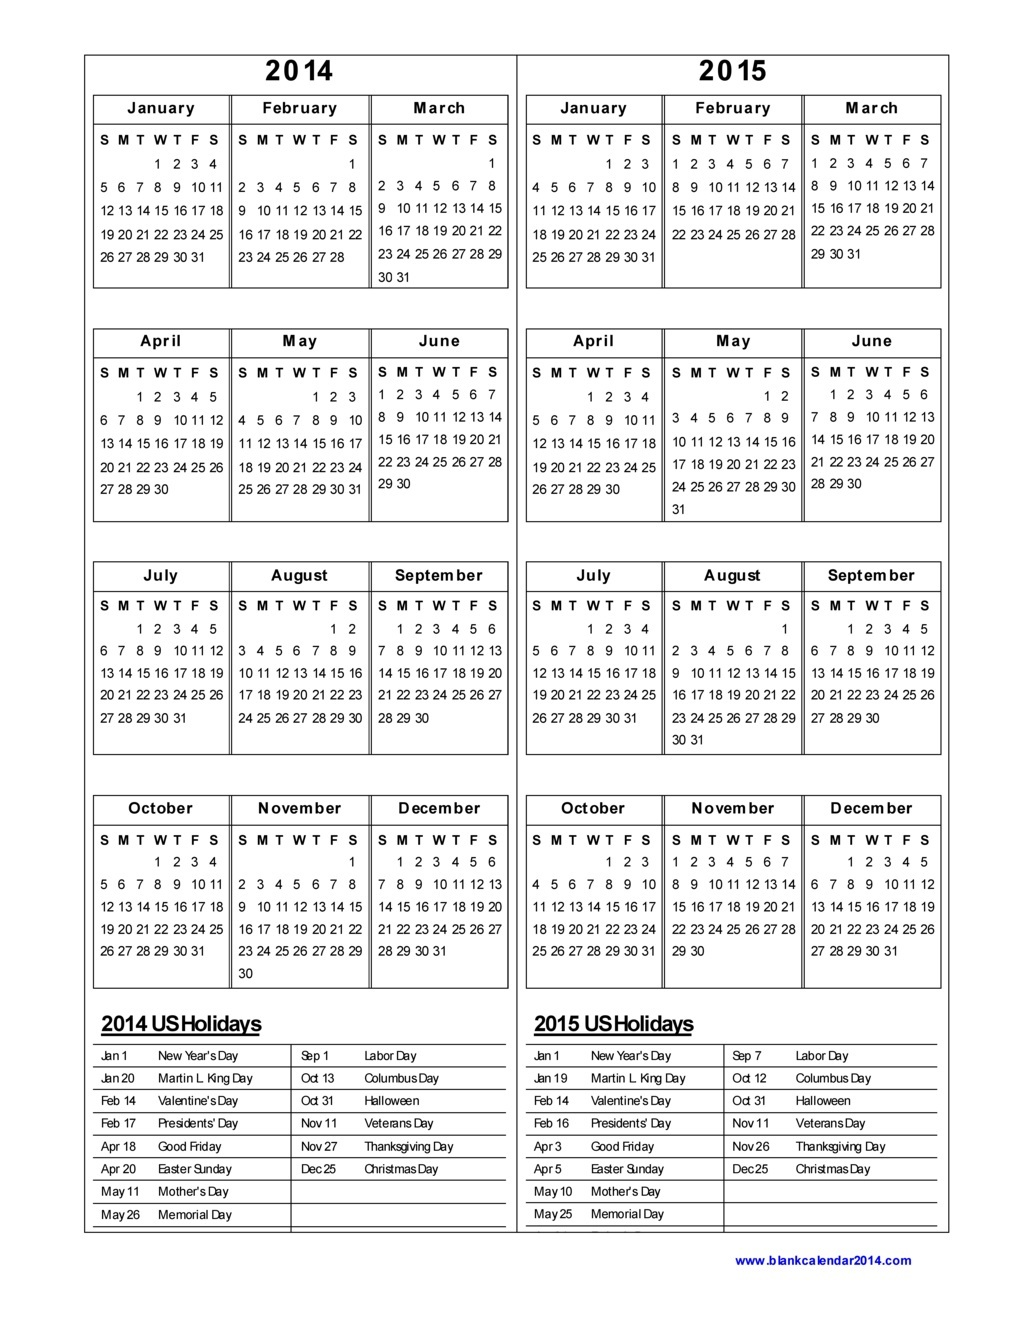 2014
January
S M T W T F S
1 2 3 4
5 6 7 8 9 10 11
12 13 14 15 16 17 18
19 20 21 22 23 24 25
26 27 28 29 30 31
February
S M T W T F S
1
2 3 4 5 6 7 8
9 10 11 12 13 14 15
16 17 18 19 20 21 22
23 24 25 26 27 28
March
S M T W T F S
1
2 3 4 5 6 7 8
9 10 11 12 13 14 15
16 17 18 19 20 21 22
23 24 25 26 27 28 29
30 31
April
S M T W T F S
1 2 3 4 5
6 7 8 9 10 11 12
13 14 15 16 17 18 19
20 21 22 23 24 25 26
27 28 29 30
May
S M T W T F S
1 2 3
4 5 6 7 8 9 10
11 12 13 14 15 16 17
18 19 20 21 22 23 24
25 26 27 28 29 30 31
June
S M T W T F S
1 2 3 4 5 6 7
8 9 10 11 12 13 14
15 16 17 18 19 20 21
22 23 24 25 26 27 28
29 30
July
S M T W T F S
1 2 3 4 5
6 7 8 9 10 11 12
13 14 15 16 17 18 19
20 21 22 23 24 25 26
27 28 29 30 31
August
S M T W T F S
1 2
3 4 5 6 7 8 9
10 11 12 13 14 15 16
17 18 19 20 21 22 23
24 25 26 27 28 29 30
September
S M T W T F S
1 2 3 4 5 6
7 8 9 10 11 12 13
14 15 16 17 18 19 20
21 22 23 24 25 26 27
28 29 30
October
S M T W T F S
1 2 3 4
5 6 7 8 9 10 11
12 13 14 15 16 17 18
19 20 21 22 23 24 25
26 27 28 29 30 31
November
S M T W T F S
1
2 3 4 5 6 7 8
9 10 11 12 13 14 15
16 17 18 19 20 21 22
23 24 25 26 27 28 29
30
December
S M T W T F S
1 2 3 4 5 6
7 8 9 10 11 12 13
14 15 16 17 18 19 20
21 22 23 24 25 26 27
28 29 30 31
2014 US Holidays
Jan 1 New Year's Day Sep 1 Labor Day
Jan 20 Martin L King Day Oct 13 Columbus Day
Feb 14 Valentine's Day Oct 31 Halloween
Feb 17 Presidents' Day Nov 11 Veterans Day
Apr 18 Good Friday Nov 27 Thanksgiving Day
Apr 20 Easter Sunday Dec 25 Christmas Day
May 11 Mother's Day
May 26 Memorial Day
2015
January
S M T W T F S
1 2 3
4 5 6 7 8 9 10
11 12 13 14 15 16 17
18 19 20 21 22 23 24
25 26 27 28 29 30 31
February
S M T W T F S
1 2 3 4 5 6 7
8 9 10 11 12 13 14
15 16 17 18 19 20 21
22 23 24 25 26 27 28
March
S M T W T F S
1 2 3 4 5 6 7
8 9 10 11 12 13 14
15 16 17 18 19 20 21
22 23 24 25 26 27 28
29 30 31
April
S M T W T F S
1 2 3 4
5 6 7 8 9 10 11
12 13 14 15 16 17 18
19 20 21 22 23 24 25
26 27 28 29 30
May
S M T W T F S
1 2
3 4 5 6 7 8 9
10 11 12 13 14 15 16
17 18 19 20 21 22 23
24 25 26 27 28 29 30
31
June
S M T W T F S
1 2 3 4 5 6
7 8 9 10 11 12 13
14 15 16 17 18 19 20
21 22 23 24 25 26 27
28 29 30
July
S M T W T F S
1 2 3 4
5 6 7 8 9 10 11
12 13 14 15 16 17 18
19 20 21 22 23 24 25
26 27 28 29 30 31
August
S M T W T F S
1
2 3 4 5 6 7 8
9 10 11 12 13 14 15
16 17 18 19 20 21 22
23 24 25 26 27 28 29
30 31
September
S M T W T F S
1 2 3 4 5
6 7 8 9 10 11 12
13 14 15 16 17 18 19
20 21 22 23 24 25 26
27 28 29 30
October
S M T W T F S
1 2 3
4 5 6 7 8 9 10
11 12 13 14 15 16 17
18 19 20 21 22 23 24
25 26 27 28 29 30 31
November
S M T W T F S
1 2 3 4 5 6 7
8 9 10 11 12 13 14
15 16 17 18 19 20 21
22 23 24 25 26 27 28
29 30
December
S M T W T F S
1 2 3 4 5
6 7 8 9 10 11 12
13 14 15 16 17 18 19
20 21 22 23 24 25 26
27 28 29 30 31
2015 US Holidays
Jan 1 New Year's Day Sep 7 Labor Day
Jan 19 Martin L King Day Oct 12 Columbus Day
Feb 14 Valentine's Day Oct 31 Halloween
Feb 16 Presidents' Day Nov 11 Veterans Day
Apr 3 Good Friday Nov 26 Thanksgiving Day
Apr 5 Easter Sunday Dec 25 Christmas Day
May 10 Mother's Day
May 25 Memorial Day
www.blankcalendar2014.com